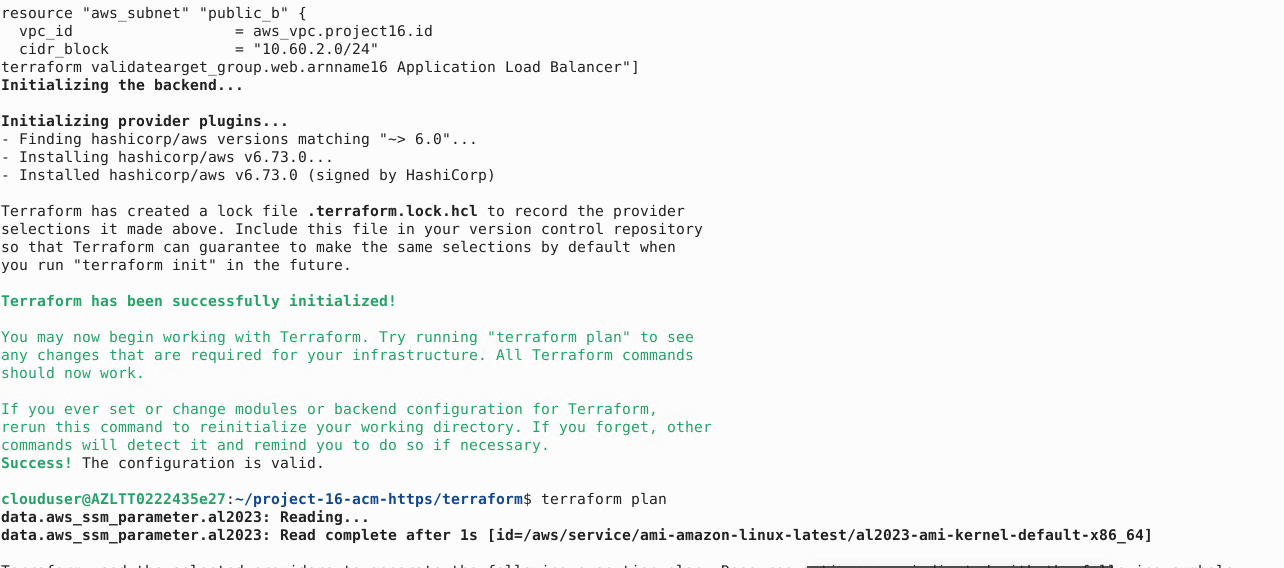 resource "aws_subnet" "public_b" {
  vpc_id                  = aws_vpc.project16.id
  cidr_block              = "10.60.2.0/24"
terraform validatearget_group.web.arnname16 Application Load Balancer"]
Initializing the backend...
Initializing provider plugins...
- Finding hashicorp/aws versions matching "~> 6.0"...
- Installing hashicorp/aws v6.73.0...
- Installed hashicorp/aws v6.73.0 (signed by HashiCorp)
Terraform has created a lock file .terraform.lock.hcl to record the provider
selections it made above. Include this file in your version control repository
so that Terraform can guarantee to make the same selections by default when
you run "terraform init" in the future.
Terraform has been successfully initialized!
You may now begin working with Terraform. Try running "terraform plan" to see
any changes that are required for your infrastructure. All Terraform commands
should now work.
If you ever set or change modules or backend configuration for Terraform,
rerun this command to reinitialize your working directory. If you forget, other
commands will detect it and remind you to do so if necessary.
Success! The configuration is valid.
clouduser@AZLTT0222435e27:~/project-16-acm-https/terraform$ terraform plan
data.aws_ssm_parameter.al2023: Reading...
data.aws_ssm_parameter.al2023: Read complete after 1s [id=/aws/service/ami-amazon-linux-latest/al2023-ami-kernel-default-x86_64]